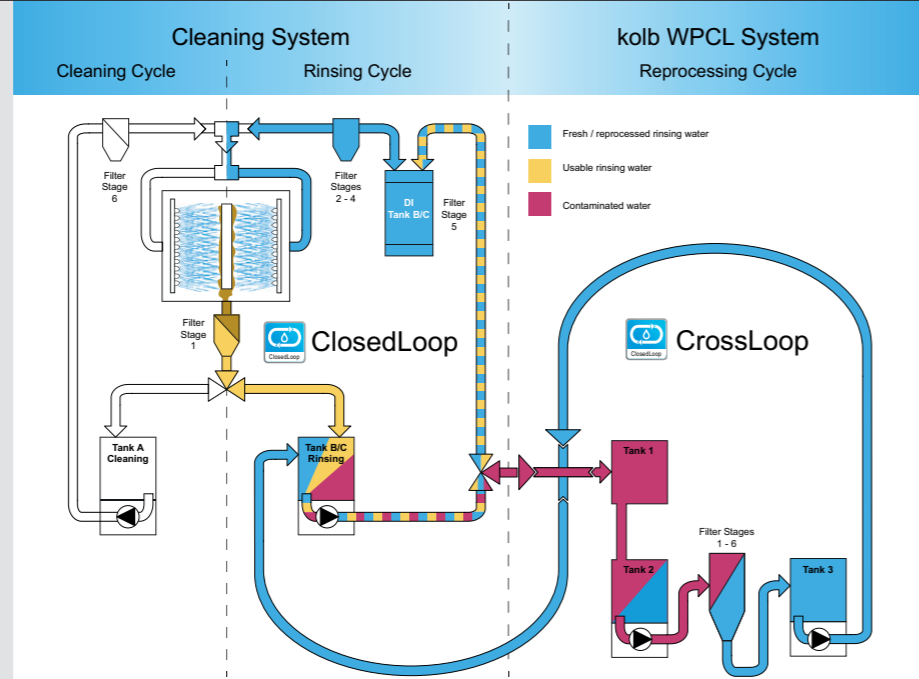 Cleaning System
kolb WPCL System
Cleaning Cycle
Rinsing Cycle
Reprocessing Cycle
Filter
Stage
6
Filter
Stages
2 - 4
DI
Tank B/C
Filter
Stage
5
Fresh / reprocessed rinsing water
Usable rinsing water
Contaminated water
Filter
Stage
1
ClosedLoop
ClosedLoop
ClosedLoop
CrossLoop
Tank A
Cleaning
Tank B/C
Rinsing
Tank 1
Filter Stages
1 - 6
Tank 2
Tank 3